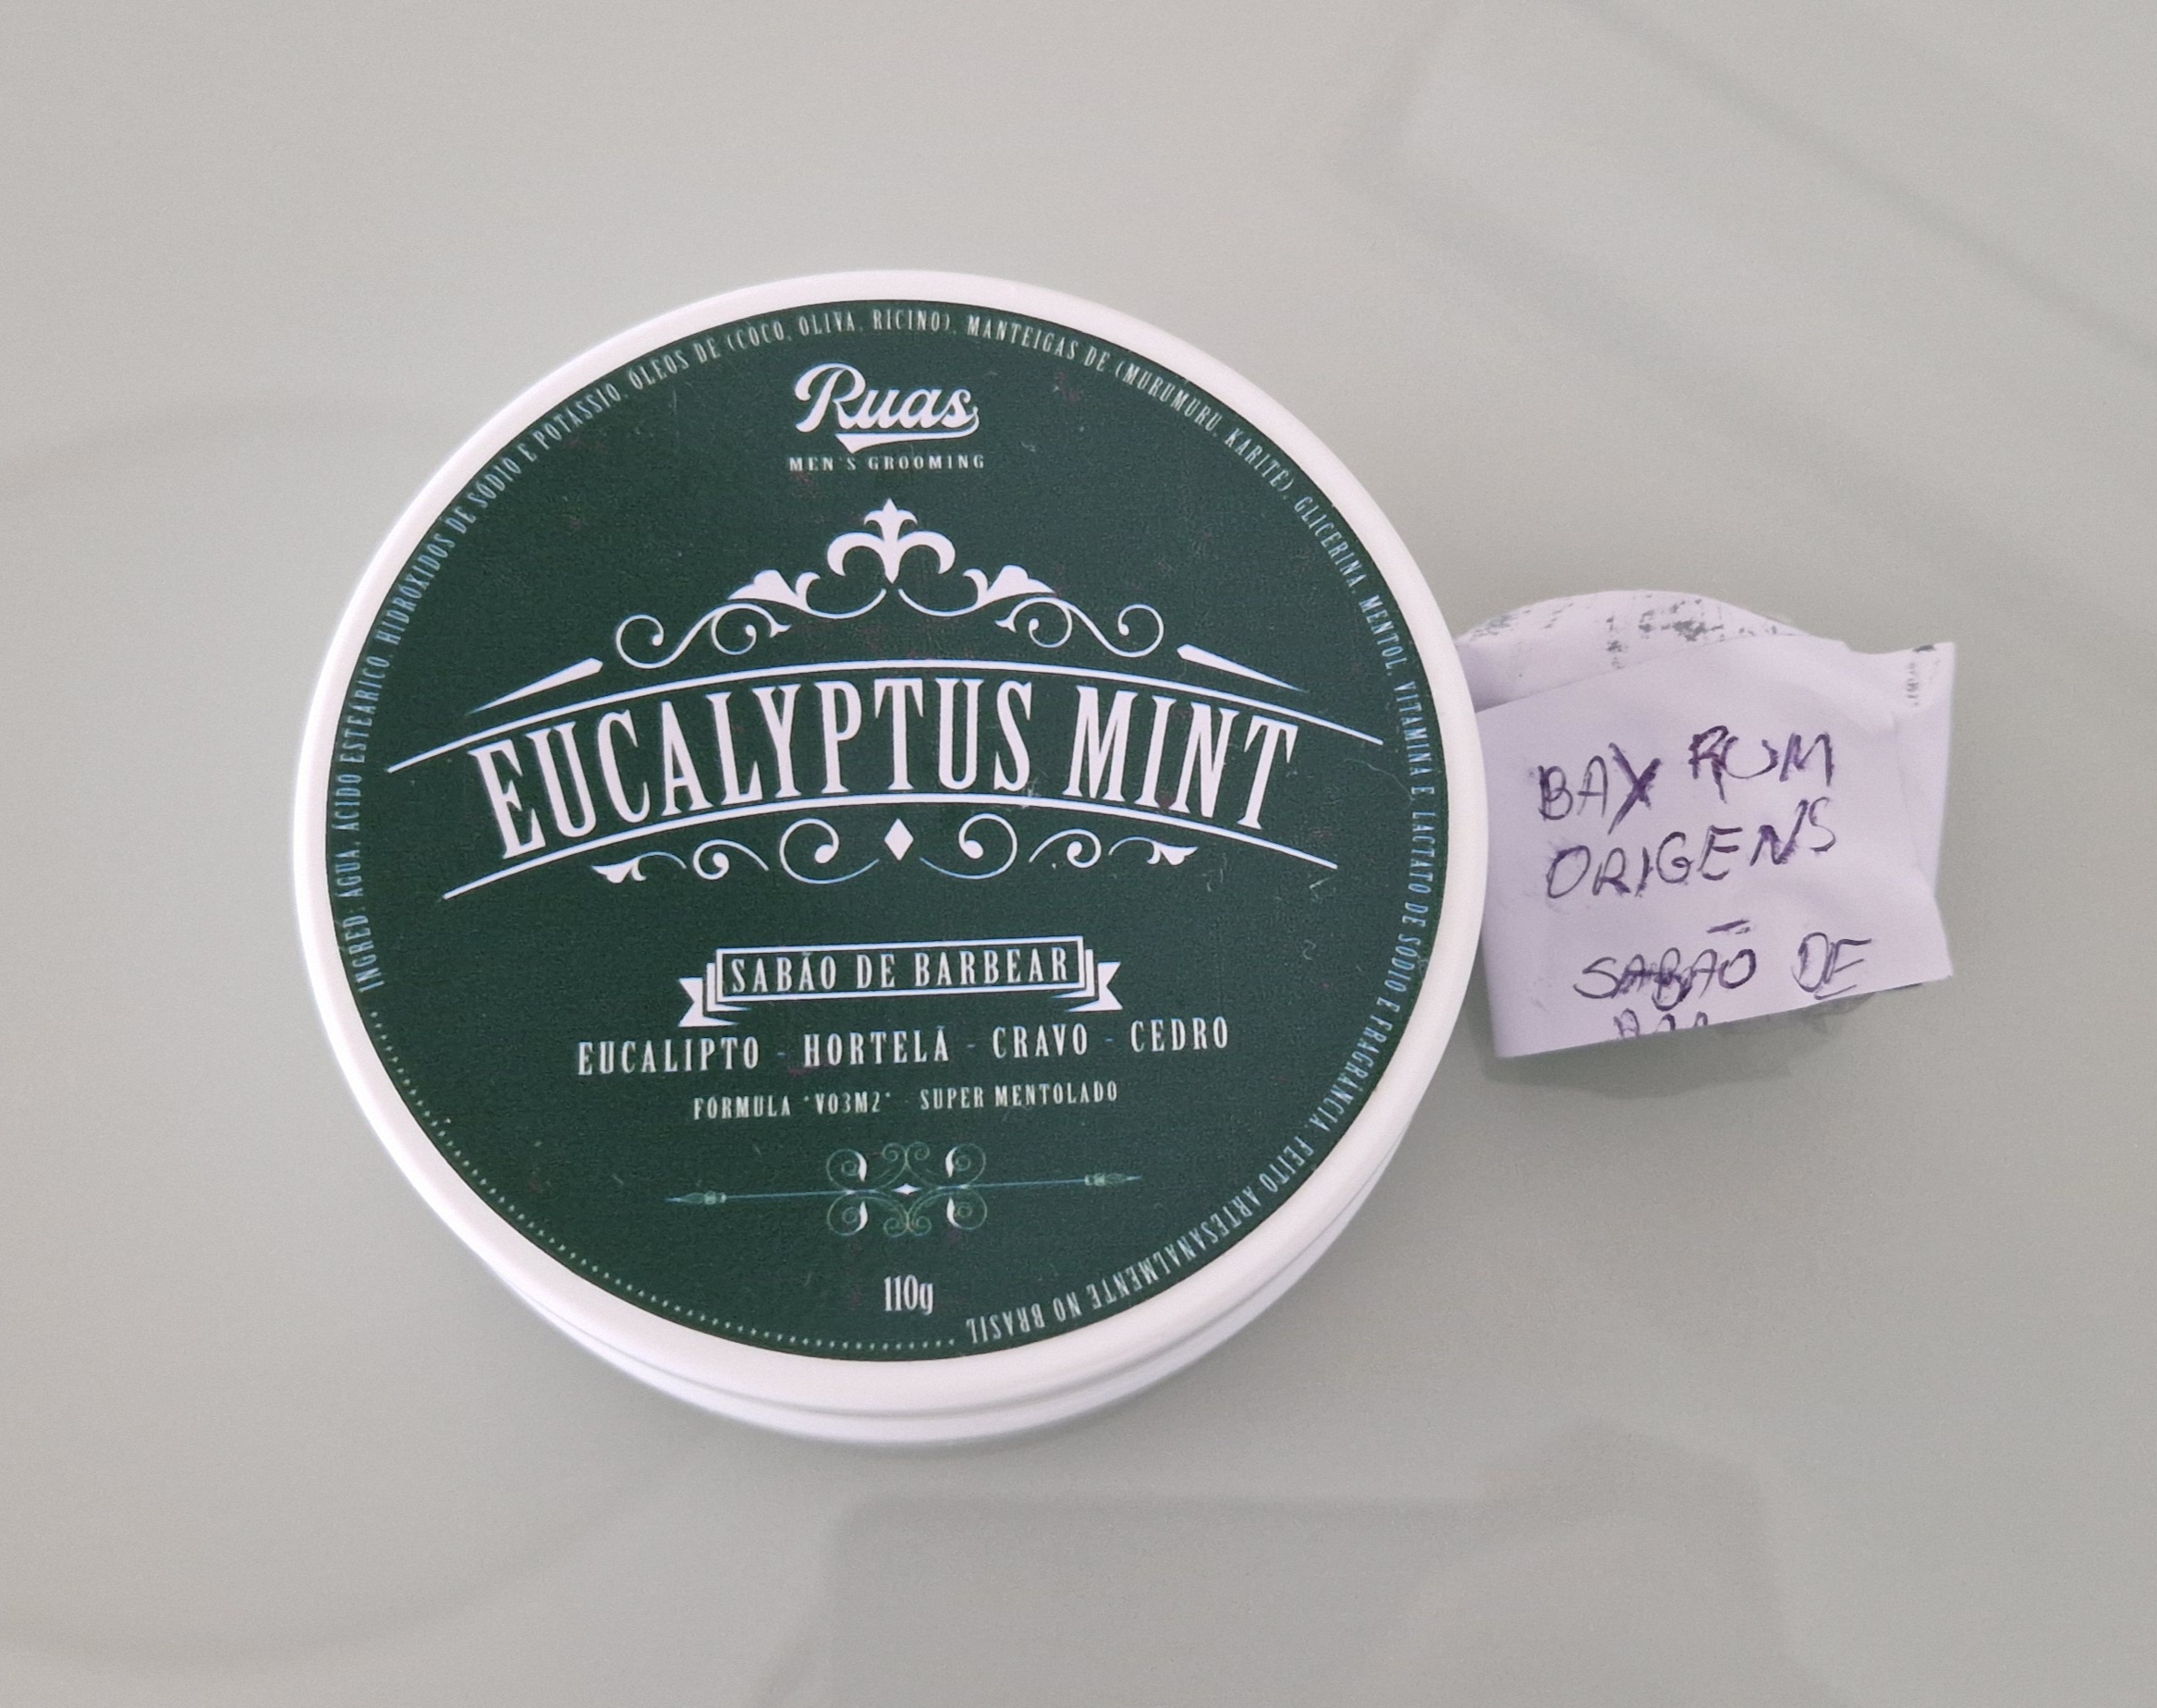 Ruas
MEN'S GROOMING
EUCALYPTUS MINT
SABÃO DE BARBEAR
EUCALIPTO - HORTELÃ - CRAVO - CEDRO
FÓRMULA "VO3M2" - SUPER MENTOLADO
110g
INGRED: ÁGUA, ÁCIDO ESTEÁRICO, HIDRÓXIDOS DE SÓDIO E POTÁSSIO, ÓLEOS DE (COCO, OLIVA, RÍCINO), MANTEIGAS DE (MURUMURU, KARITÉ), GLICERINA, MENTOL, VITAMINA E, LACTATO DE SÓDIO E FRAGRÂNCIA. FEITO ARTESANALMENTE NO BRASIL
BAY RUM
ORIGENS
SABÃO DE